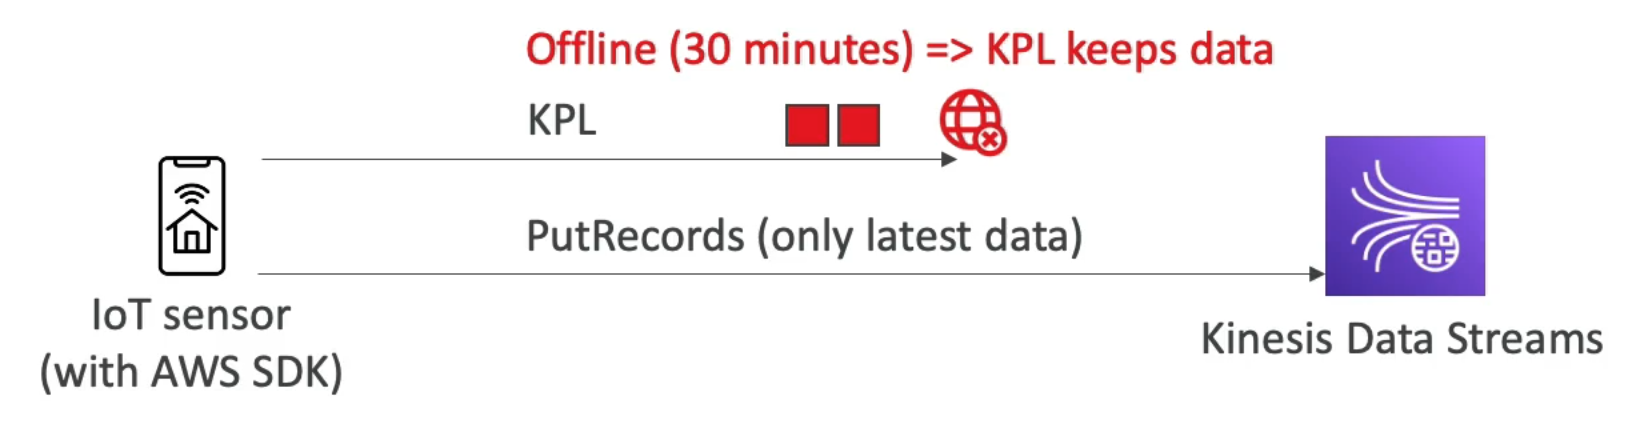 Offline (30 minutes) => KPL keeps data
KPL
PutRecords (only latest data)
IoT sensor
(with AWS SDK)
Kinesis Data Streams